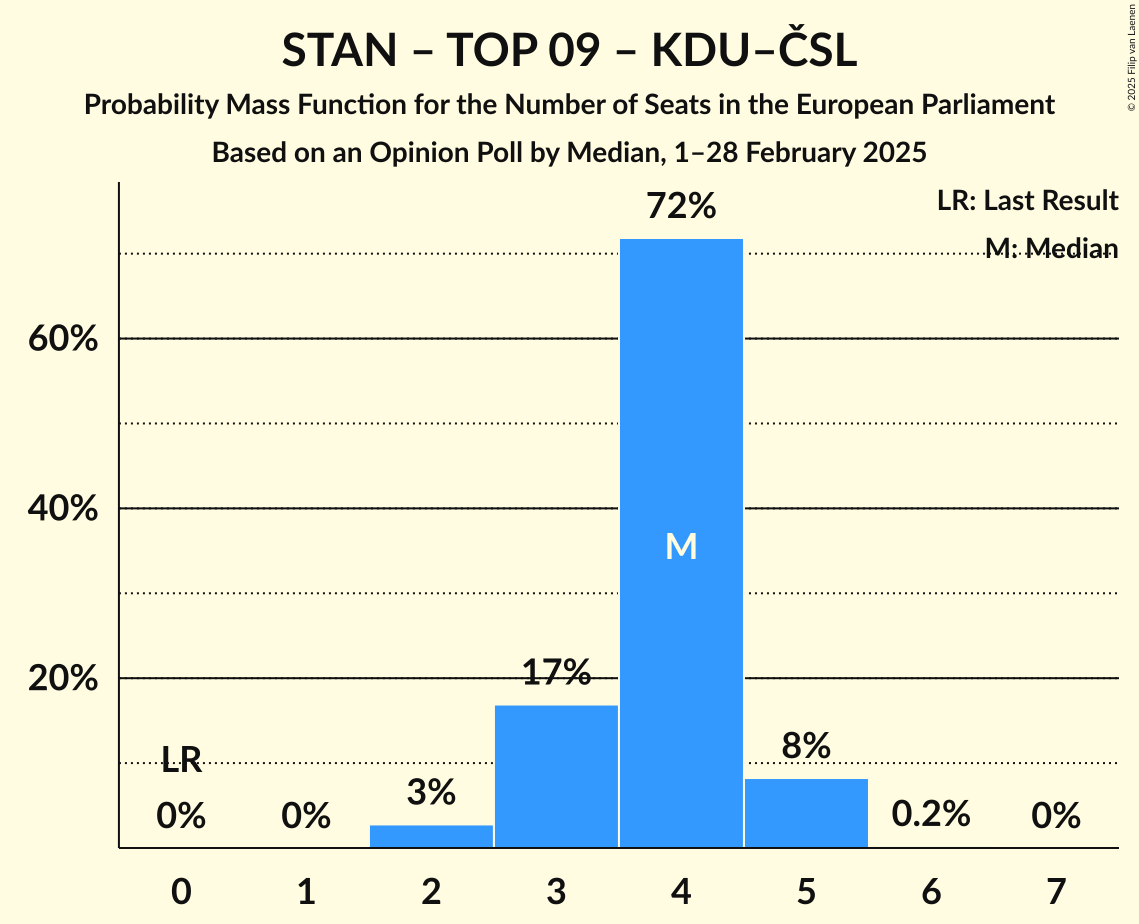 STAN – TOP 09 – KDU–ČSL
Probability Mass Function for the Number of Seats in the European Parliament
Based on an Opinion Poll by Median, 1–28 February 2025
© 2025 Filip van Laenen
LR: Last Result
M: Median
72%
60%
40%
M
20%
17%
LR
8%
3%
0%
0%
0.2%
0%
0
1
2
3
4
5
6
7